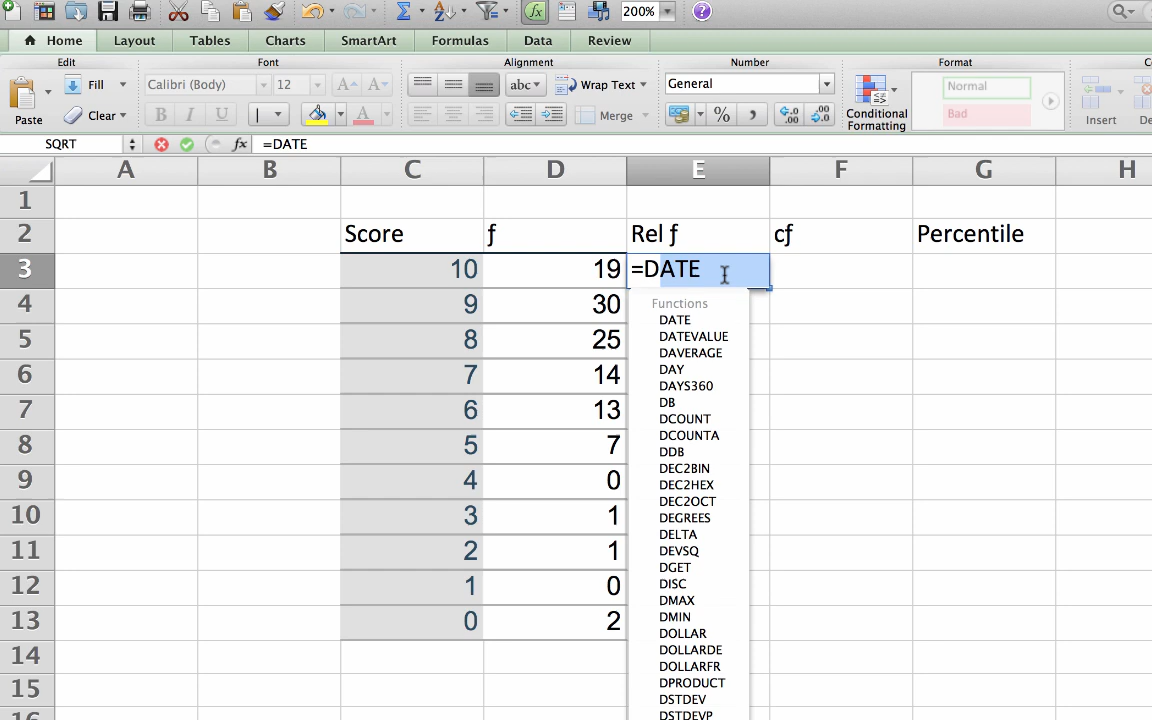 200% ?
Home Layout Tables Charts SmartArt Formulas Data Review
Edit Font Alignment Number Format
Fill Calibri (Body) 12 A A abc Wrap Text General Normal
Paste Clear B I U A Merge % Conditional Formatting Bad Insert
SQRT fx =DATE
A B C D E F G H
1
2 Score f Rel f cf Percentile
3 10 19 =DATE
Functions
4 9 30
DATE
DATEVALUE
5 8 25
DAVERAGE
DAY
6 7 14
DAYS360
DB
7 6 13
DCOUNT
DCOUNTA
8 5 7
DDB
DEC2BIN
9 4 0
DEC2HEX
DEC2OCT
10 3 1
DEGREES
DELTA
11 2 1
DEVSQ
DGET
12 1 0
DISC
DMAX
DMIN
13 0 2
DOLLAR
DOLLARDE
14
DOLLARFR
DPRODUCT
15
DSTDEV
DSTDEVP
16